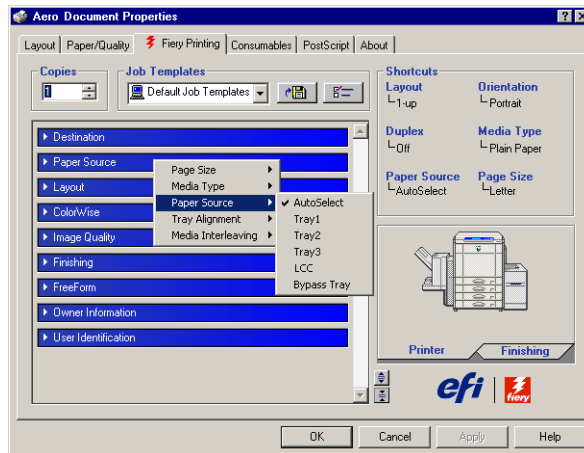 Aero Document Properties
Layout Paper/Quality Fiery Printing Consumables PostScript About
Copies
1
Job Templates
Default Job Templates
Destination
Paper Source
Layout
ColorWise
Image Quality
Finishing
FreeForm
Owner Information
User Identification
Page Size
Media Type
Paper Source
Tray Alignment
Media Interleaving
AutoSelect
Tray1
Tray2
Tray3
LCC
Bypass Tray
Shortcuts
Layout Orientation
1-up Portrait
Duplex Media Type
Off Plain Paper
Paper Source Page Size
AutoSelect Letter
Printer Finishing
efi fiery
OK Cancel Apply Help